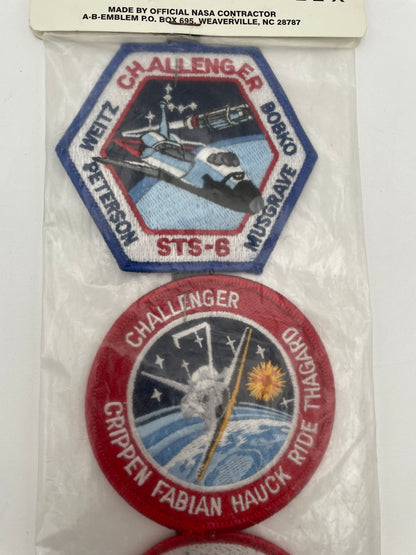 MADE BY OFFICIAL NASA CONTRACTOR
A-B-EMBLEM P.O. BOX 695, WEAVERVILLE, NC 28787
CHALLENGER
WEITZ
BOBKO
PETERSON
MUSGRAVE
STS-6
CHALLENGER
7
CRIPPEN FABIAN HAUCK RIDE THAGARD